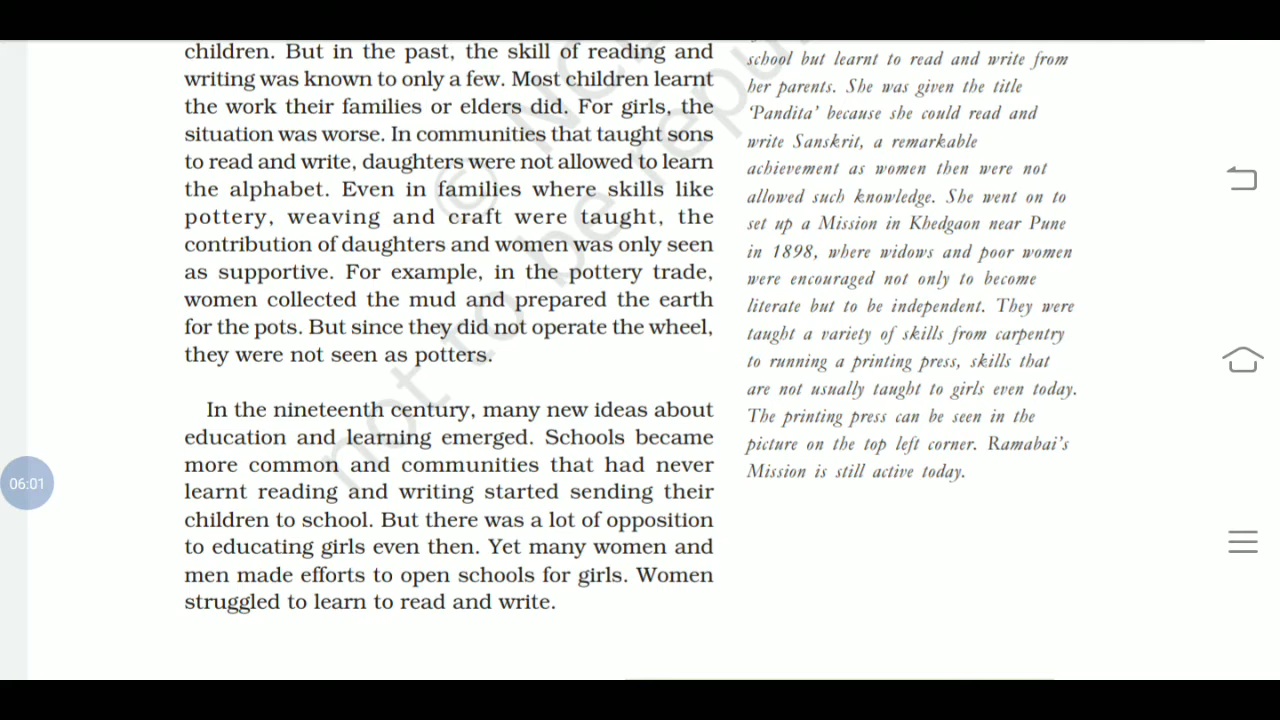 children. But in the past, the skill of reading and
writing was known to only a few. Most children learnt
the work their families or elders did. For girls, the
situation was worse. In communities that taught sons
to read and write, daughters were not allowed to learn
the alphabet. Even in families where skills like
pottery, weaving and craft were taught, the
contribution of daughters and women was only seen
as supportive. For example, in the pottery trade,
women collected the mud and prepared the earth
for the pots. But since they did not operate the wheel,
they were not seen as potters.
In the nineteenth century, many new ideas about
education and learning emerged. Schools became
more common and communities that had never
learnt reading and writing started sending their
children to school. But there was a lot of opposition
to educating girls even then. Yet many women and
men made efforts to open schools for girls. Women
struggled to learn to read and write.
school but learnt to read and write from
her parents. She was given the title
‘Pandita’ because she could read and
write Sanskrit, a remarkable
achievement as women then were not
allowed such knowledge. She went on to
set up a Mission in Khedgaon near Pune
in 1898, where widows and poor women
were encouraged not only to become
literate but to be independent. They were
taught a variety of skills from carpentry
to running a printing press, skills that
are not usually taught to girls even today.
The printing press can be seen in the
picture on the top left corner. Ramabai’s
Mission is still active today.
06:01
not to be repu